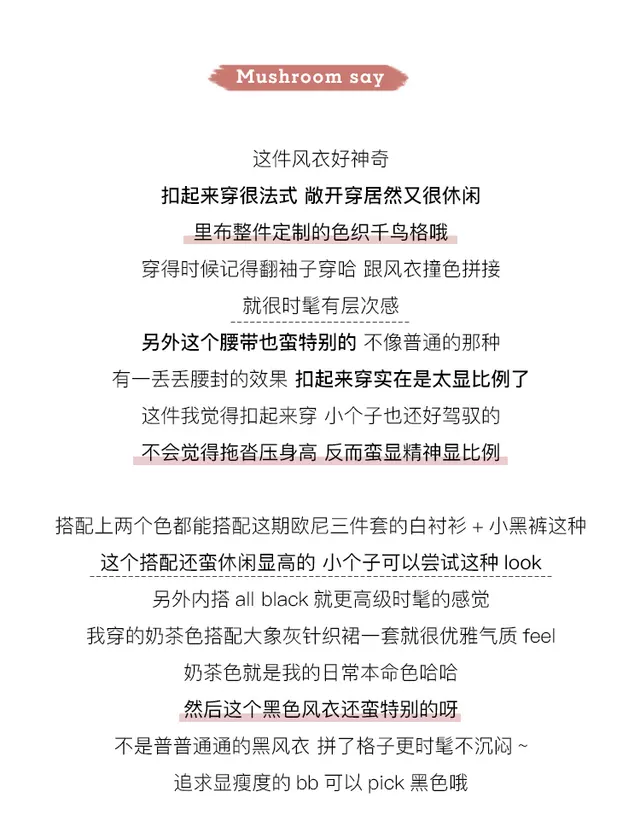 Mushroom say
这件风衣好神奇
扣起来穿很法式 敞开穿居然又很休闲
里布整件定制的色织千鸟格哦
穿得时候记得翻袖子穿哈 跟风衣撞色拼接
就很时髦有层次感
另外这个腰带也蛮特别的 不像普通的那种
有一丢丢腰封的效果 扣起来穿实在是太显比例了
这件我觉得扣起来穿 小个子也还好驾驭的
不会觉得拖沓压身高 反而蛮显精神显比例
搭配上两个色都能搭配这期欧尼三件套的白衬衫 + 小黑裤这种
这个搭配还蛮休闲显高的 小个子可以尝试这种 look
另外内搭 all black 就更高级时髦的感觉
我穿的奶茶色搭配大象灰针织裙一套就很优雅气质 feel
奶茶色就是我的日常本命色哈哈
然后这个黑色风衣还蛮特别的呀
不是普普通通的黑风衣 拼了格子更时髦不沉闷 ~
追求显瘦度的 bb 可以 pick 黑色哦